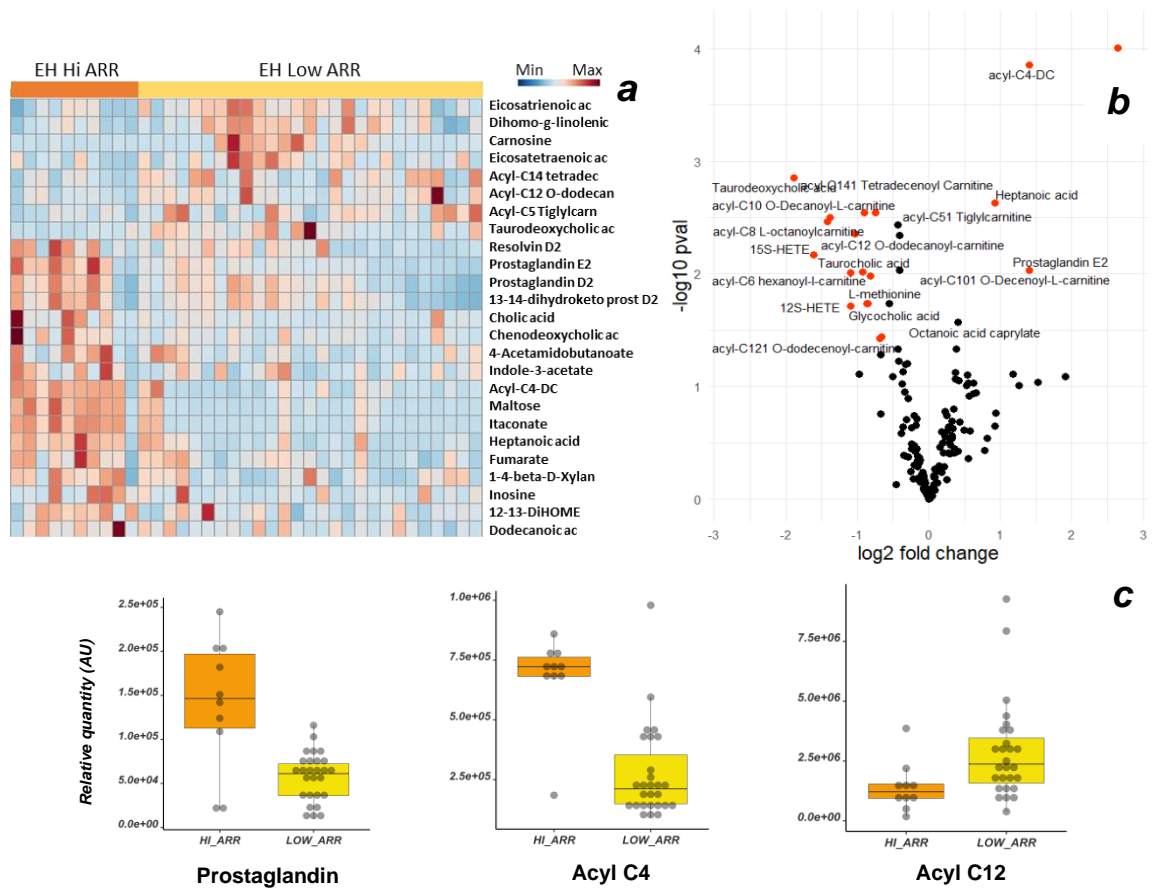 EH Hi ARR
EH Low ARR
Min
Max
a
Eicosatrienoic ac
Dihomo-g-linolenic
Carnosine
Eicosatetraenoic ac
Acyl-C14 tetradec
Acyl-C12 O-dodecan
Acyl-C5 Tiglylcarn
Taurodeoxycholic ac
Resolvin D2
Prostaglandin E2
Prostaglandin D2
13-14-dihydroketo prost D2
Cholic acid
Chenodeoxycholic ac
4-Acetamidobutanoate
Indole-3-acetate
Acyl-C4-DC
Maltose
Itaconate
Heptanoic acid
Fumarate
1-4-beta-D-Xylan
Inosine
12-13-DiHOME
Dodecanoic ac
b
-log10 pval
4
3
2
1
0
acyl-C4-DC
Taurodeoxycholic acid
acyl-C141 Tetradecenoyl Carnitine
Heptanoic acid
acyl-C10 O-Decanoyl-L-carnitine
acyl-C51 Tiglylcarnitine
acyl-C8 L-octanoylcarnitine
acyl-C12 O-dodecanoyl-carnitine
15S-HETE
Taurocholic acid
Prostaglandin E2
acyl-C6 hexanoyl-l-carnitine
acyl-C101 O-Decenoyl-L-carnitine
L-methionine
12S-HETE
Glycocholic acid
Octanoic acid caprylate
acyl-C121 O-dodecenoyl-carnitine
-3 -2 -1 0 1 2 3
log2 fold change
c
Relative quantity (AU)
2.5e+05
2.0e+05
1.5e+05
1.0e+05
5.0e+04
0.0e+00
HI_ARR LOW_ARR
Prostaglandin
1.0e+06
7.5e+05
5.0e+05
2.5e+05
HI_ARR LOW_ARR
Acyl C4
7.5e+06
5.0e+06
2.5e+06
0.0e+00
HI_ARR LOW_ARR
Acyl C12